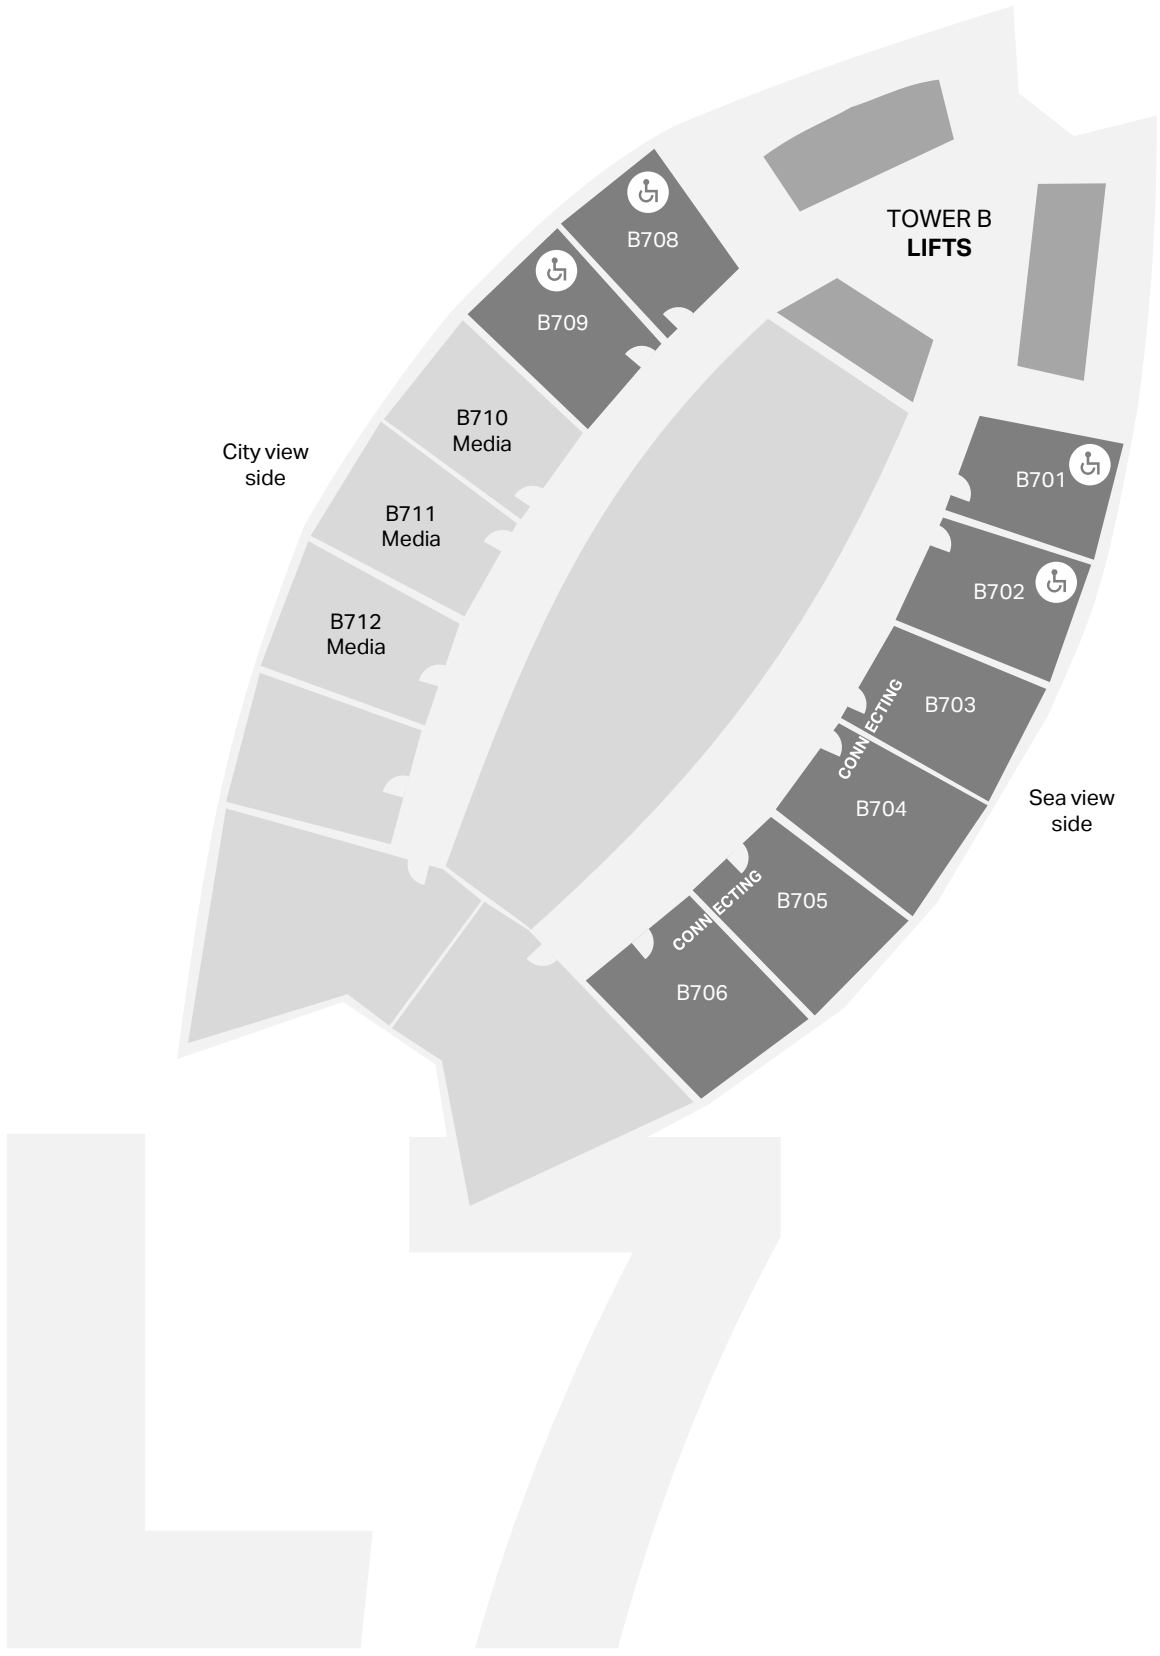 TOWER B
LIFTS
B708
B709
B710
Media
City view
side
B711
Media
B712
Media
B701
B702
B703
CONNECTING
B704
Sea view
side
B705
CONNECTING
B706
L7